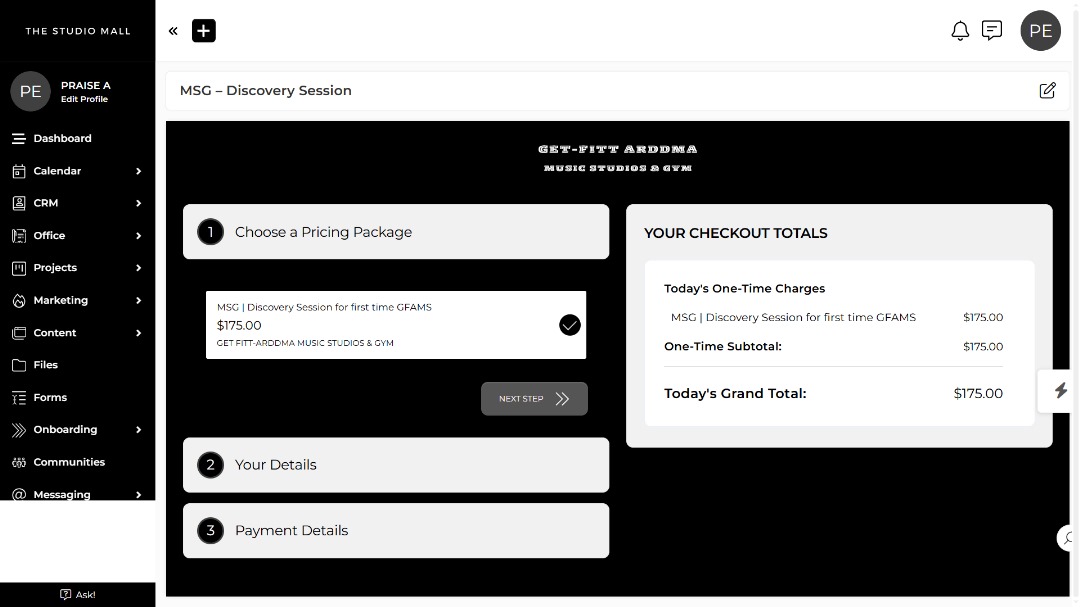 THE STUDIO MALL
PE
PRAISE A
Edit Profile
Dashboard
Calendar
CRM
Office
Projects
Marketing
Content
Files
Forms
Onboarding
Communities
Messaging
Ask!
PE
MSG – Discovery Session
GET-FITT ARDDMA
MUSIC STUDIOS & GYM
1 Choose a Pricing Package
MSG | Discovery Session for first time GFAMS
$175.00
GET FITT-ARDDMA MUSIC STUDIOS & GYM
NEXT STEP
2 Your Details
3 Payment Details
YOUR CHECKOUT TOTALS
Today's One-Time Charges
MSG | Discovery Session for first time GFAMS $175.00
One-Time Subtotal: $175.00
Today's Grand Total: $175.00